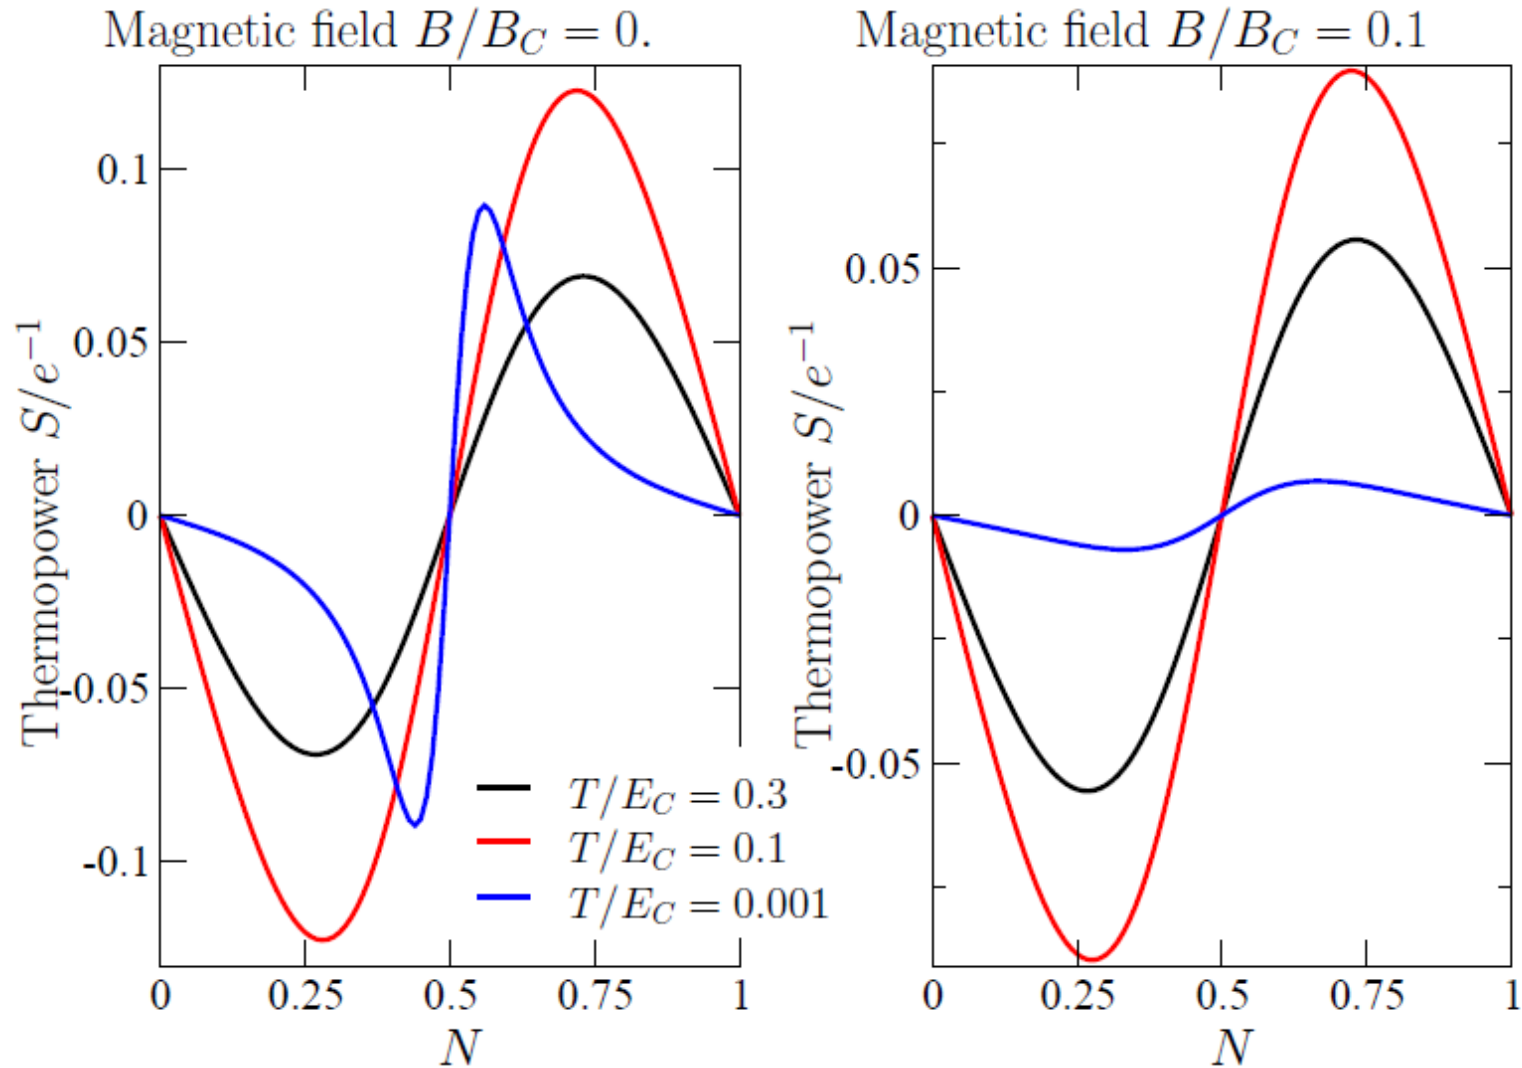 Magnetic field B/B_C = 0.
Thermopower S/e⁻¹
0.1
0.05
0
-0.05
-0.1
0 0.25 0.5 0.75 1
N
T/E_C = 0.3
T/E_C = 0.1
T/E_C = 0.001
Magnetic field B/B_C = 0.1
Thermopower S/e⁻¹
0.05
0
-0.05
0 0.25 0.5 0.75 1
N